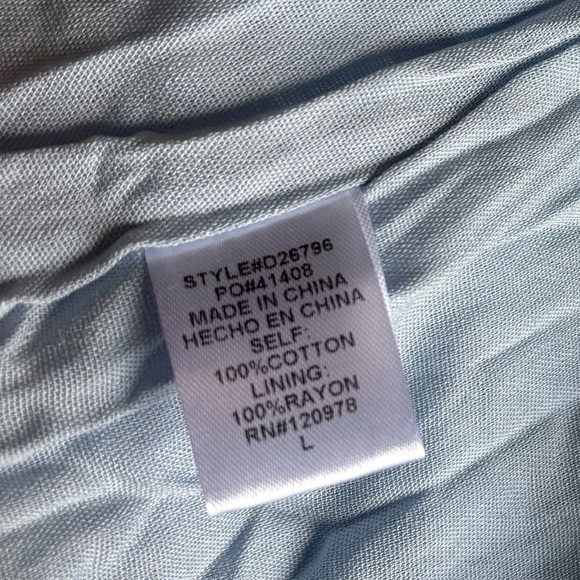 STYLE#D26796
PO#41408
MADE IN CHINA
HECHO EN CHINA
SELF:
100%COTTON
LINING:
100%RAYON
RN#120978
L